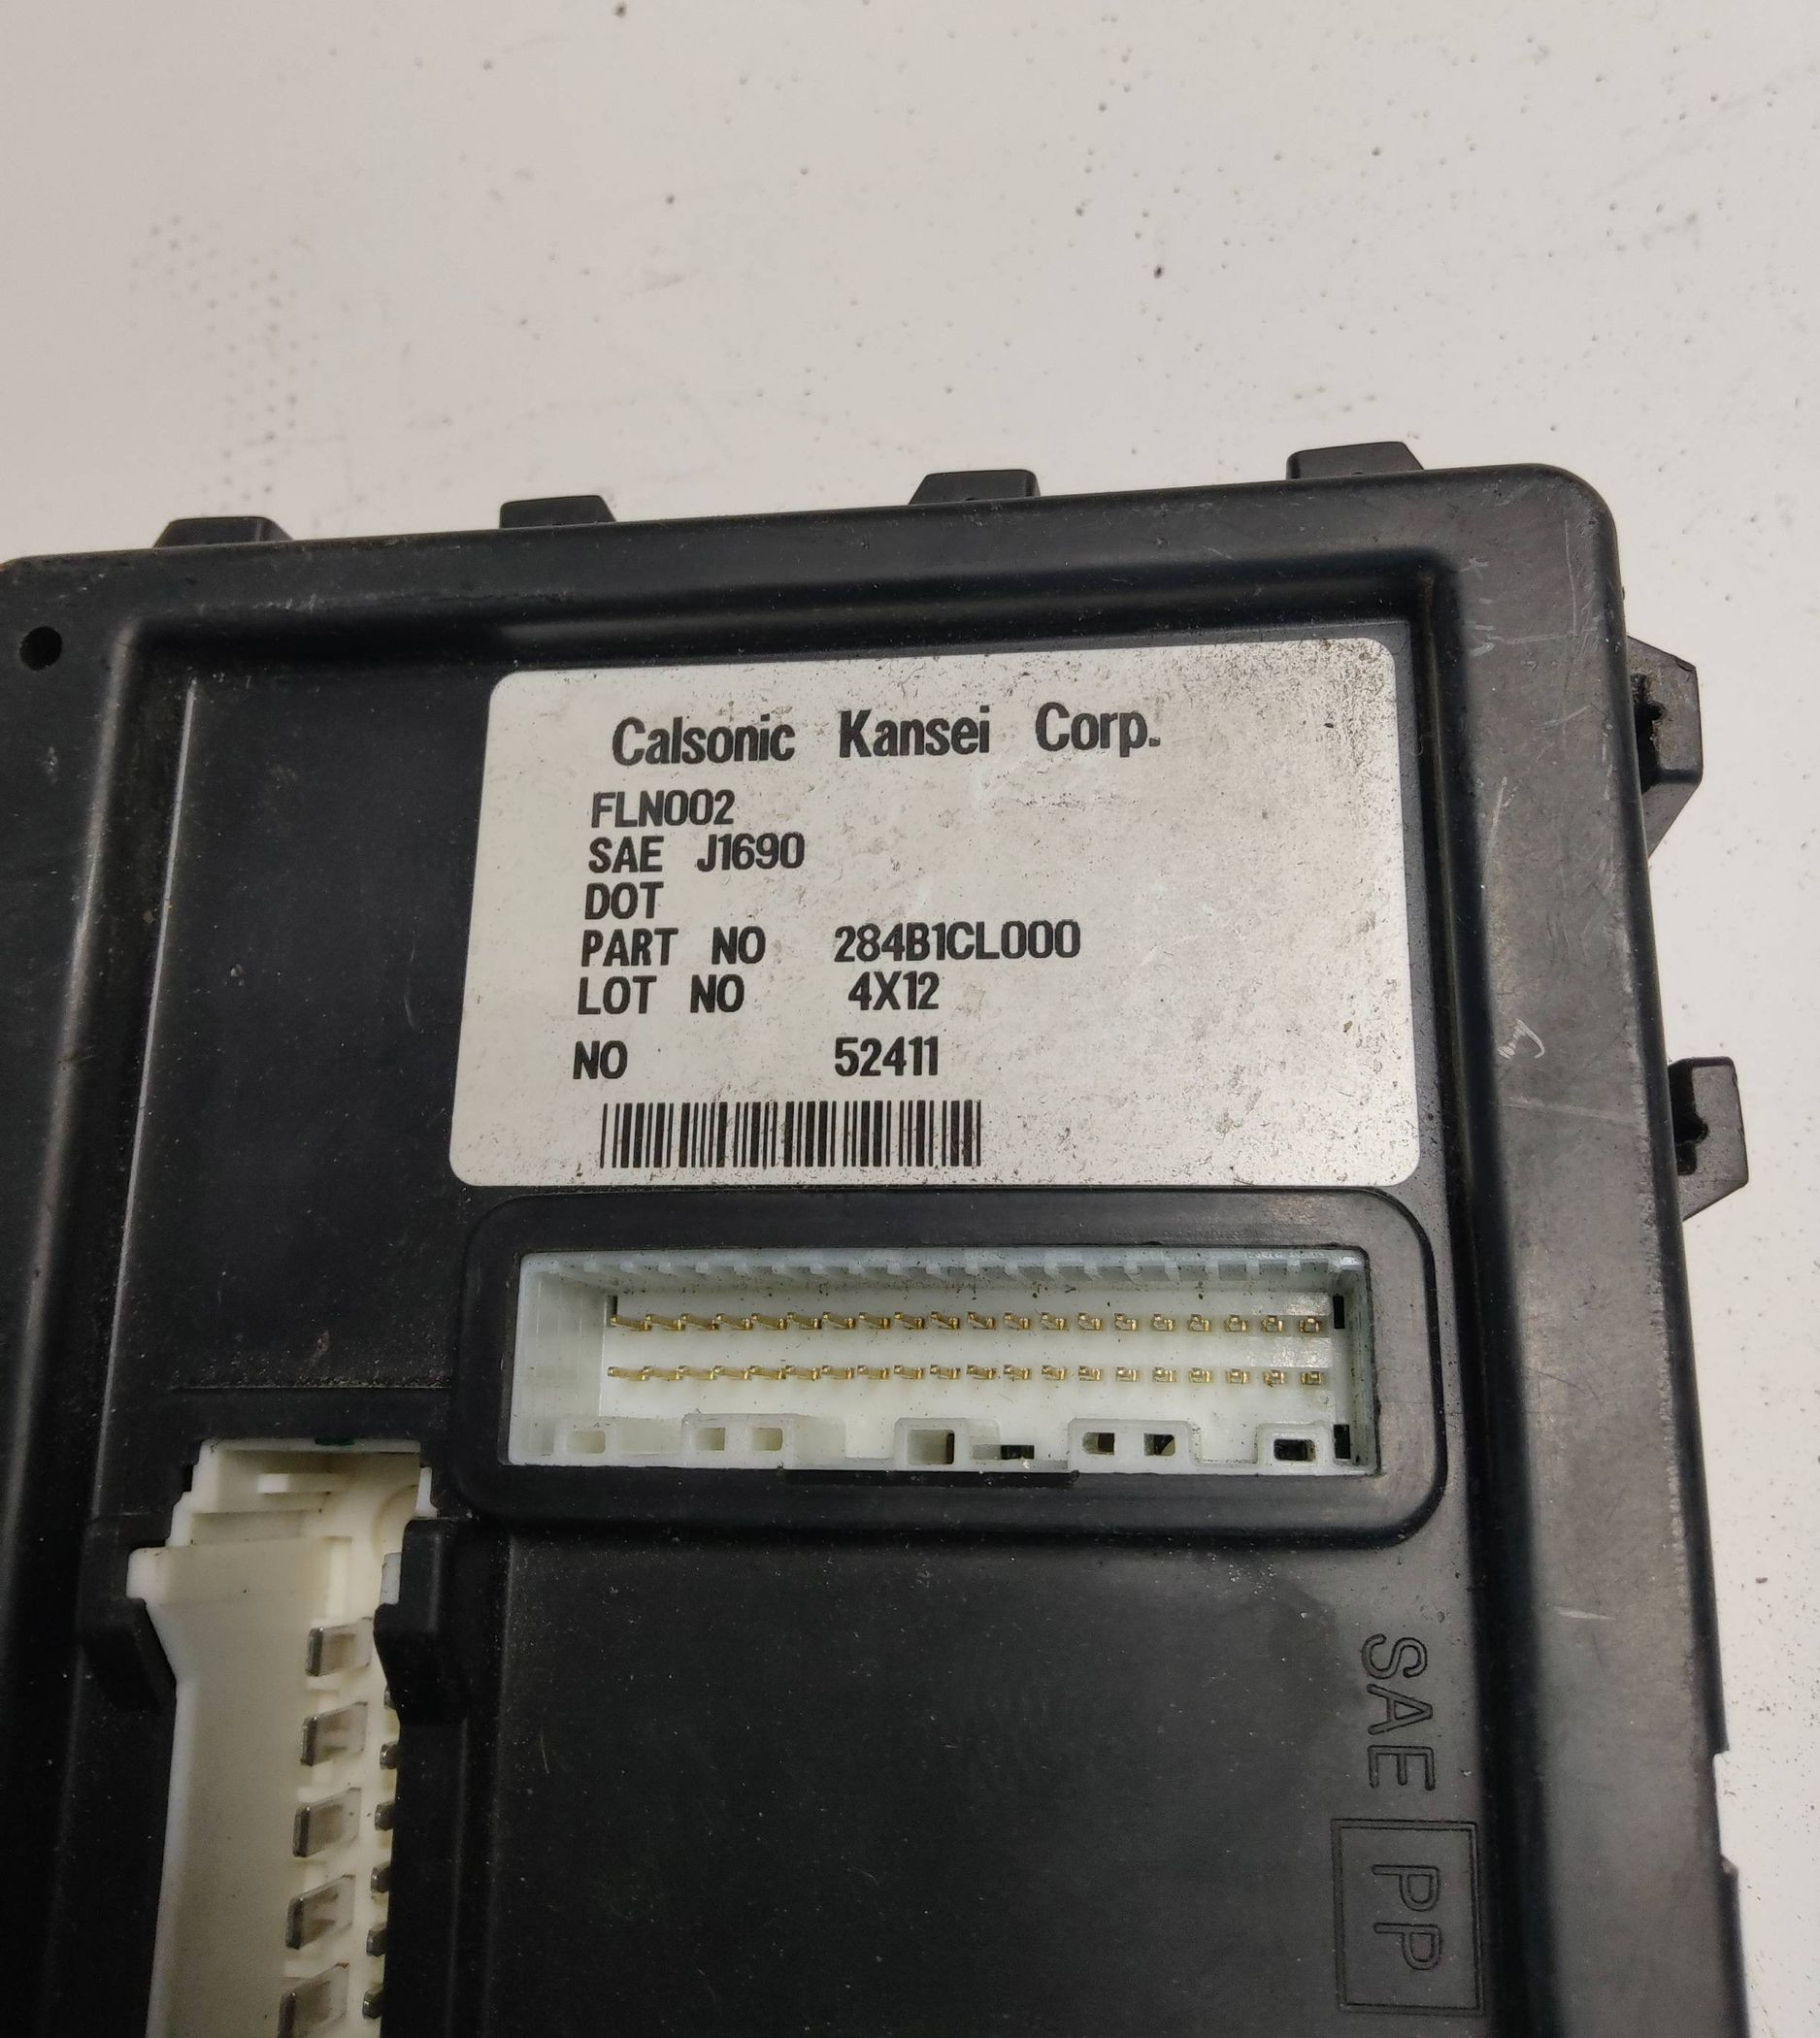 Calsonic Kansei Corp.
FLN002
SAE J1690
DOT
PART NO 284B1CL000
LOT NO 4X12
NO 52411
SAE PP